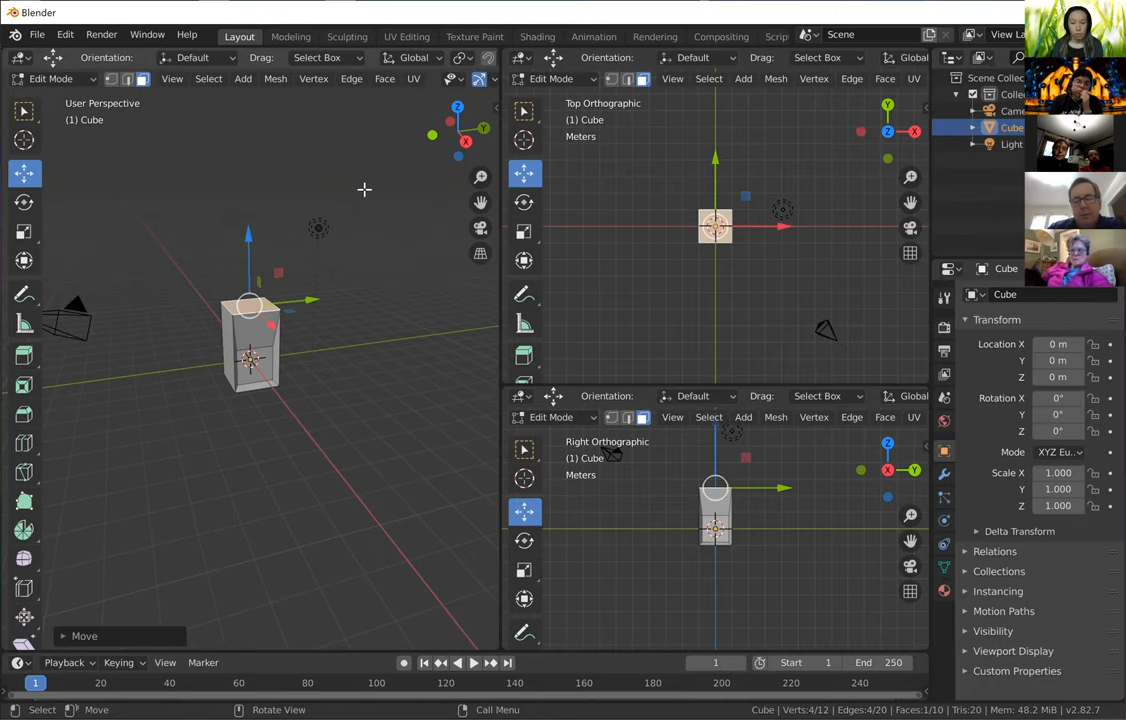 Blender
File Edit Render Window Help Layout Modeling Sculpting UV Editing Texture Paint Shading Animation Rendering Compositing Scrip Scene View La
Orientation: Default Drag: Select Box Global
Edit Mode View Select Add Mesh Vertex Edge Face UV
User Perspective
(1) Cube
Z
Y
X
Move
Orientation: Default Drag: Select Box Globa
Edit Mode View Select Add Mesh Vertex Edge Face UV
Top Orthographic
(1) Cube
Meters
Y
Z
X
Orientation: Default Drag: Select Box Globa
Edit Mode View Select Add Mesh Vertex Edge Face UV
Right Orthographic
(1) Cube
Meters
Z
X
Y
Scene Collec
Collec
Came
Cube
Light
Cube
Cube
Transform
Location X 0 m
Y 0 m
Z 0 m
Rotation X 0°
Y 0°
Z 0°
Mode XYZ Eu..
Scale X 1.000
Y 1.000
Z 1.000
Delta Transform
Relations
Collections
Instancing
Motion Paths
Visibility
Viewport Display
Custom Properties
Playback Keying View Marker 1 Start 1 End 250
1 20 40 60 80 100 120 140 160 180 200 220 240
Select Move Rotate View Call Menu Cube | Verts:4/12 | Edges:4/20 | Faces:1/10 | Tris:20 | Mem: 48.2 MiB | v2.82.7